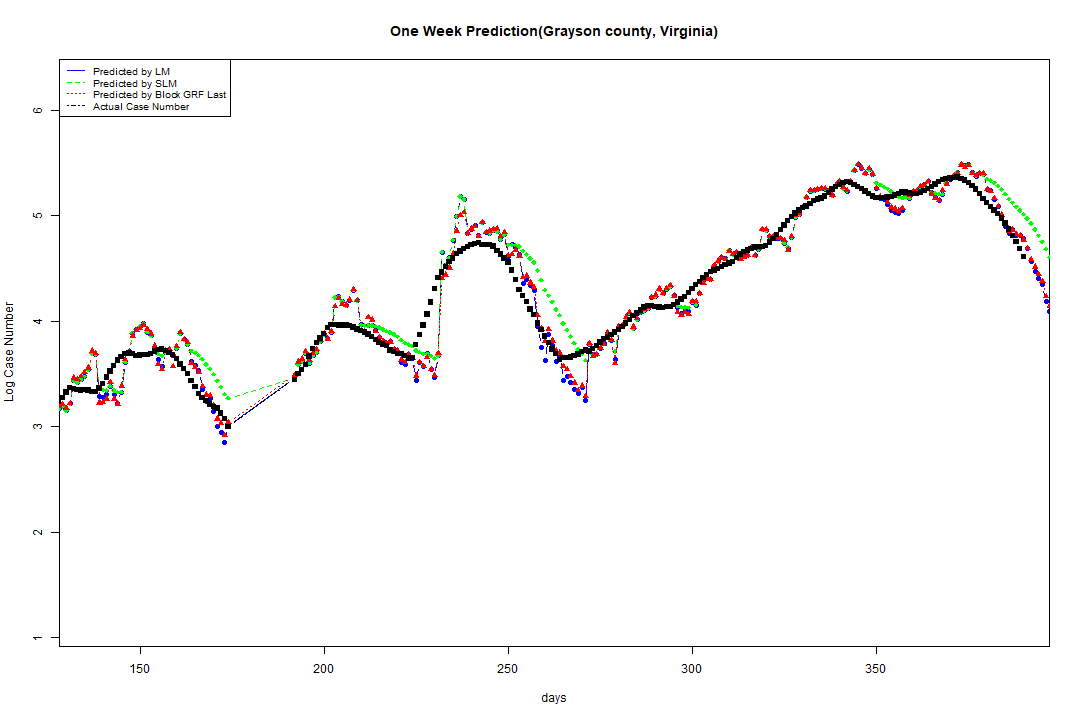 One Week Prediction(Grayson county, Virginia)
Predicted by LM
Predicted by SLM
Predicted by Block GRF Last
Actual Case Number
Log Case Number
6
5
4
3
2
1
150 200 250 300 350
days